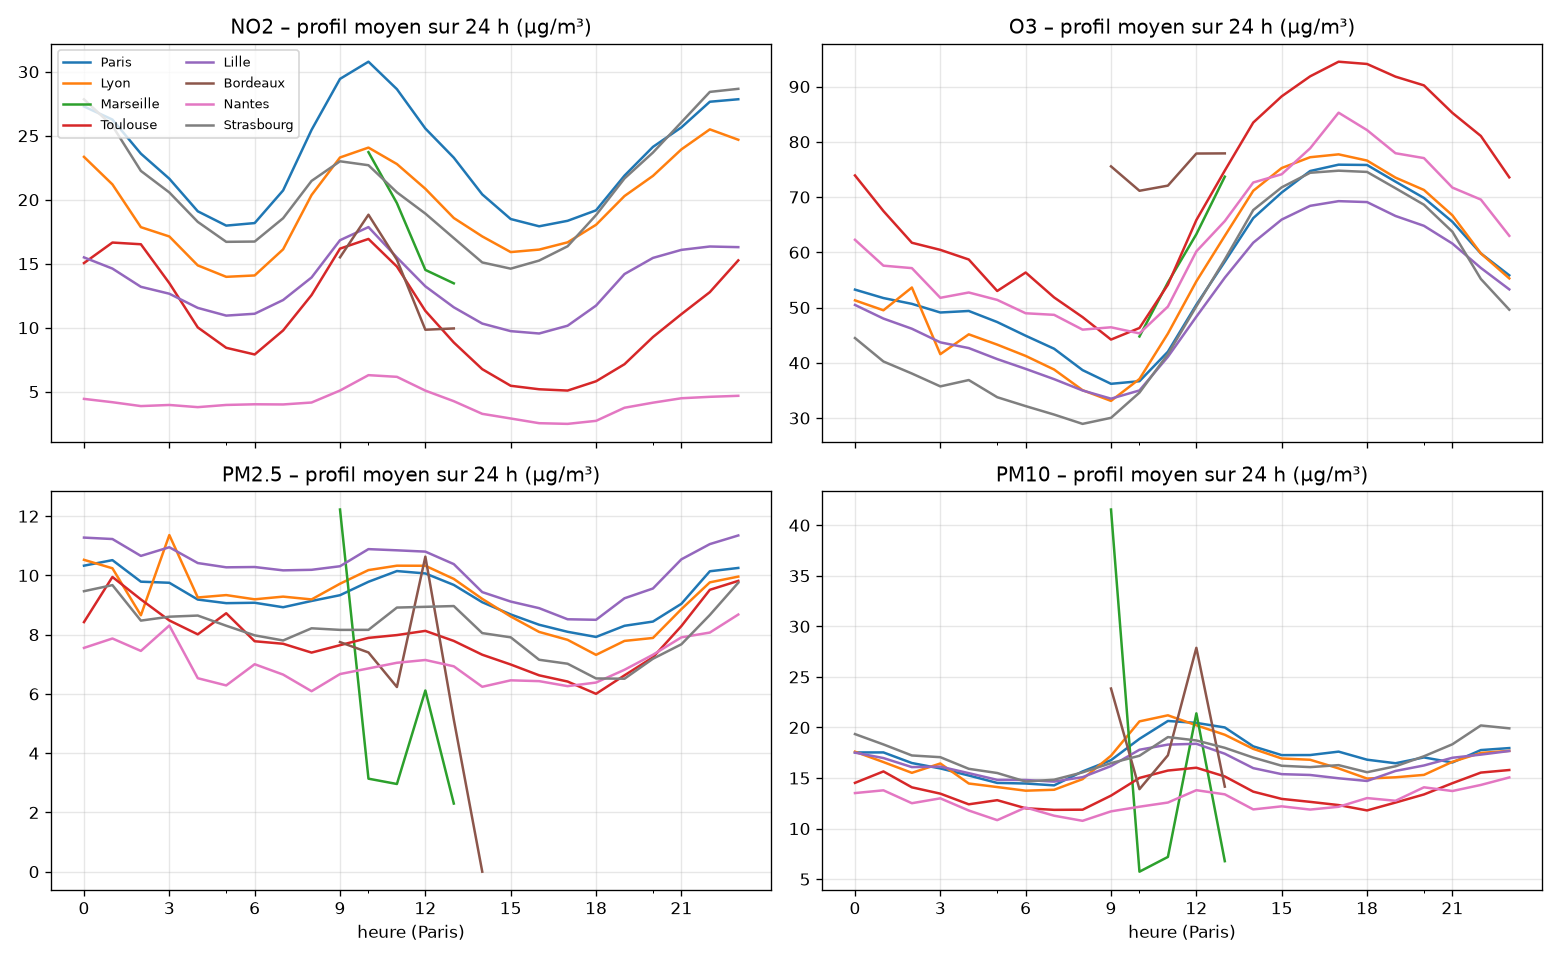 NO2 – profil moyen sur 24 h (µg/m³)
30
25
20
15
10
5
Paris
Lyon
Marseille
Toulouse
Lille
Bordeaux
Nantes
Strasbourg
O3 – profil moyen sur 24 h (µg/m³)
90
80
70
60
50
40
30
PM2.5 – profil moyen sur 24 h (µg/m³)
12
10
8
6
4
2
0
0 3 6 9 12 15 18 21
heure (Paris)
PM10 – profil moyen sur 24 h (µg/m³)
40
35
30
25
20
15
10
5
0 3 6 9 12 15 18 21
heure (Paris)